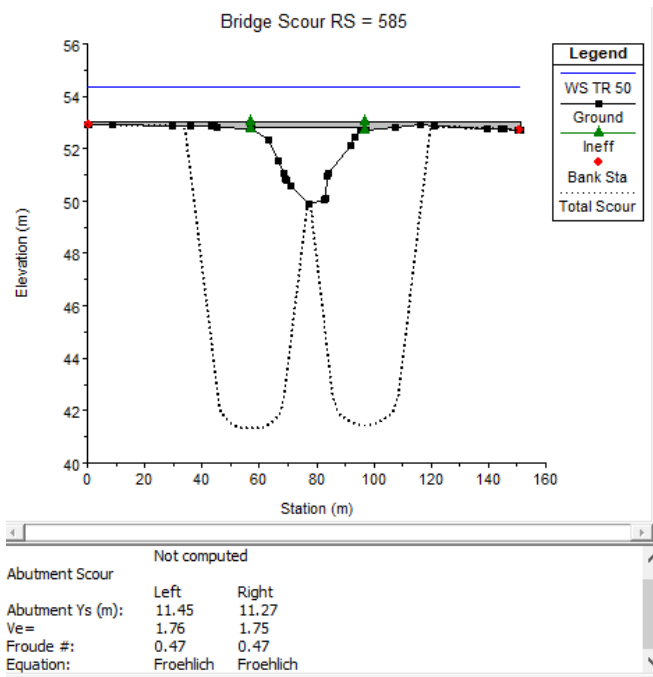 Bridge Scour RS = 585
56
54
52
50
48
46
44
42
40
Elevation (m)
0 20 40 60 80 100 120 140 160
Station (m)
Legend
WS TR 50
Ground
Ineff
Bank Sta
Total Scour
Not computed
Abutment Scour
Left Right
Abutment Ys (m): 11.45 11.27
Ve= 1.76 1.75
Froude #: 0.47 0.47
Equation: Froehlich Froehlich